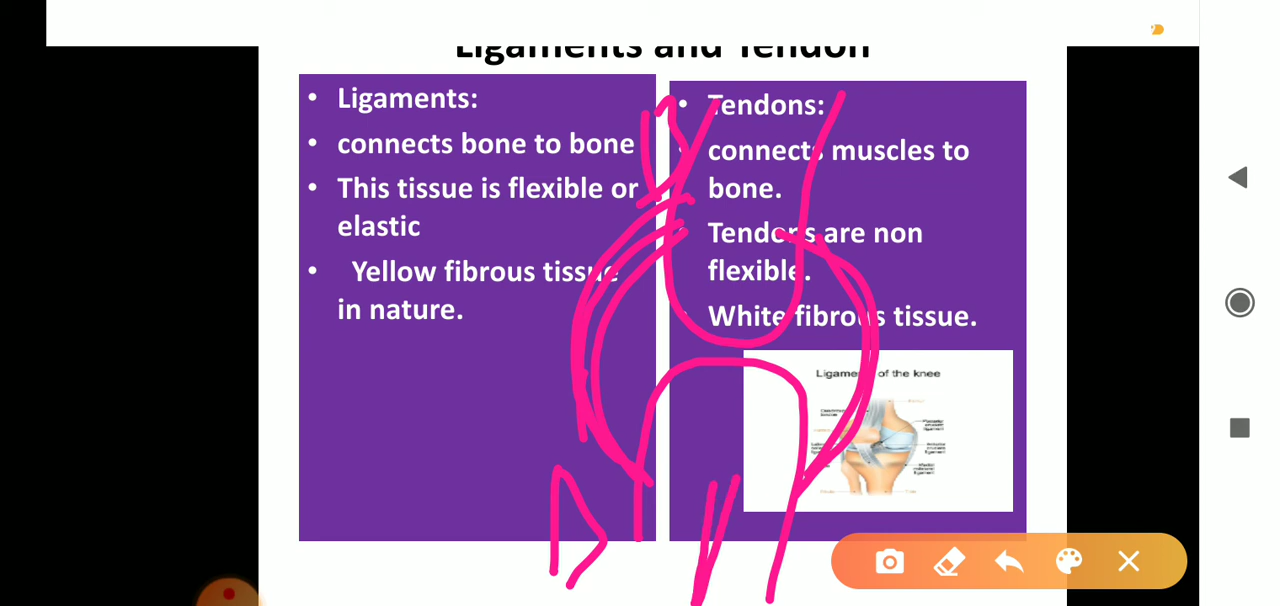 Ligaments and Tendon
Ligaments:
connects bone to bone
This tissue is flexible or
elastic
Yellow fibrous tissue
in nature.
Tendons:
connects muscles to
bone.
Tendons are non
flexible.
White fibrous tissue.
Ligaments of the knee